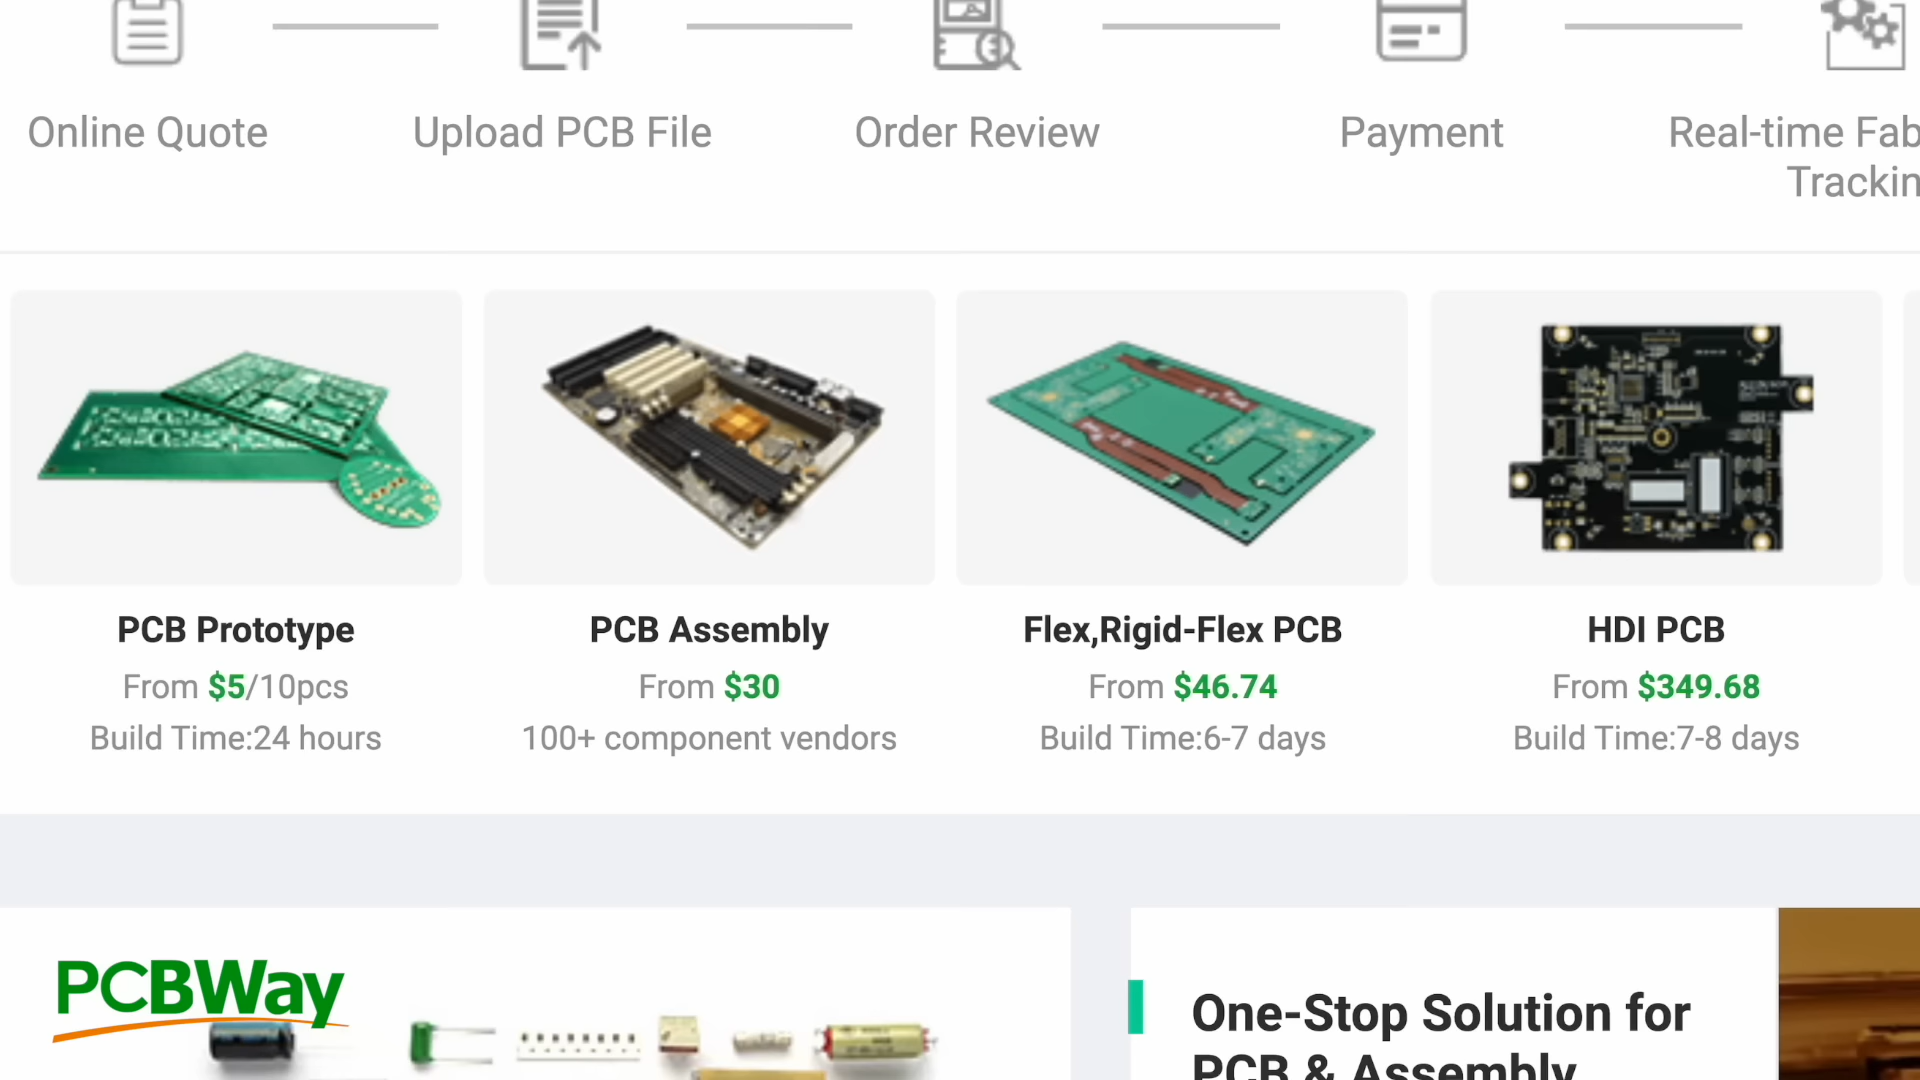 Online Quote
Upload PCB File
Order Review
Payment
Real-time Fab
Trackin
PCB Prototype
From $5/10pcs
Build Time:24 hours
PCB Assembly
From $30
100+ component vendors
Flex,Rigid-Flex PCB
From $46.74
Build Time:6-7 days
HDI PCB
From $349.68
Build Time:7-8 days
PCBWay
One-Stop Solution for
PCB & Assembly